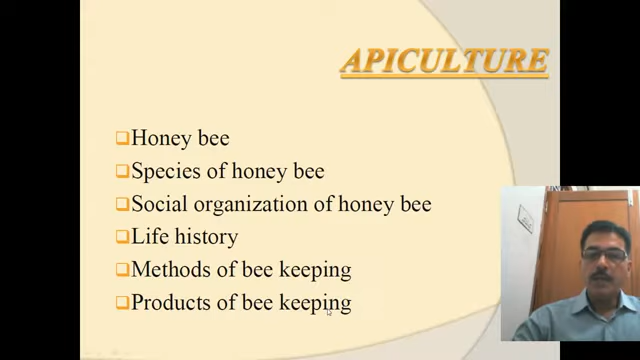 APICULTURE
Honey bee
Species of honey bee
Social organization of honey bee
Life history
Methods of bee keeping
Products of bee keeping